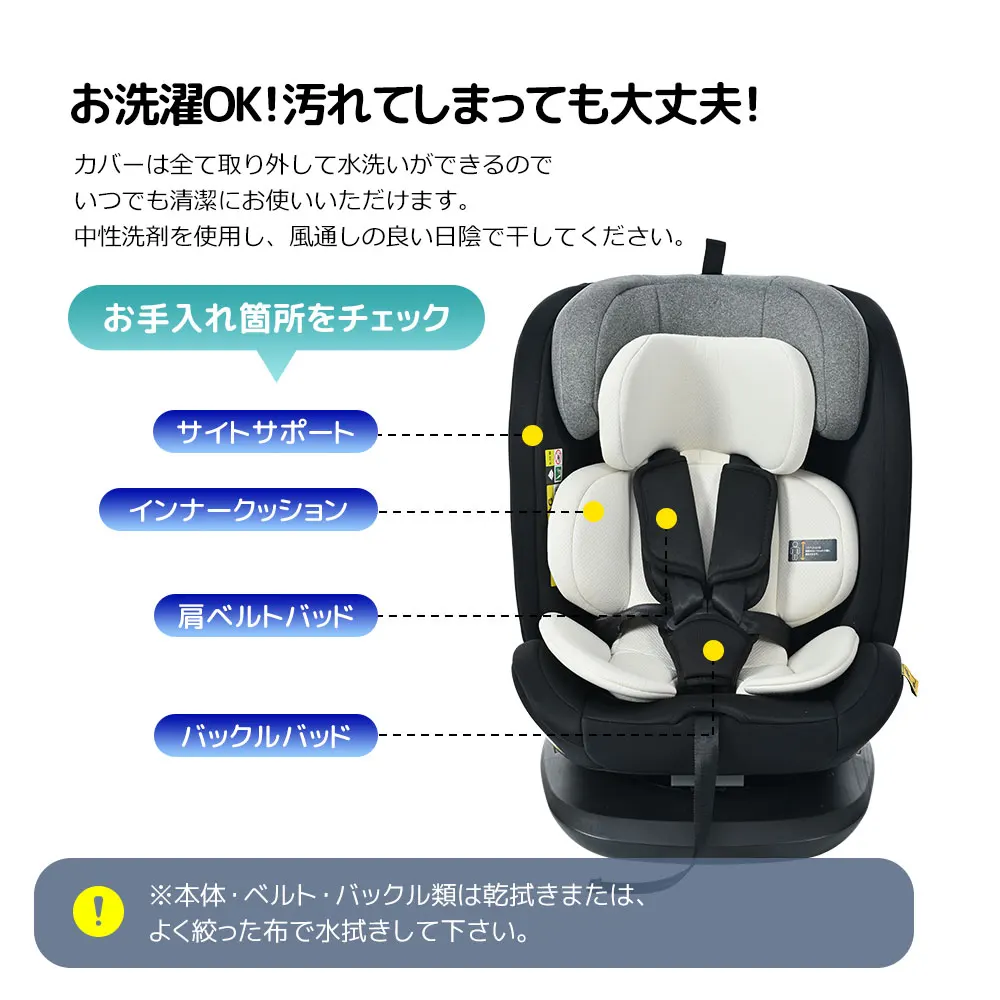 お洗濯OK!汚れてしまっても大丈夫!
カバーは全て取り外して水洗いができるので
いつでも清潔にお使いいただけます。
中性洗剤を使用し、風通しの良い日陰で干してください。
お手入れ箇所をチェック
サイトサポート
インナークッション
肩ベルトバッド
バックルバッド
!
※本体・ベルト・バックル類は乾拭きまたは、
よく絞った布で水拭きして下さい。